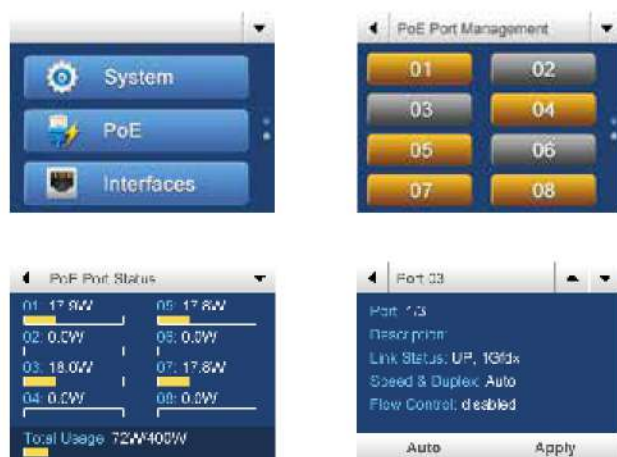 System
PoE
Interfaces
PoE Port Management
01 02
03 04
05 06
07 08
PoE Port Status
01: 17.9W 05: 17.8W
02: 0.0W 06: 0.0W
03: 18.0W 07: 17.8W
04: 0.0W 08: 0.0W
Total Usage: 72W/400W
Port 03
Port: 1/3
Description:
Link Status: UP, 1Gfdx
Speed & Duplex: Auto
Flow Control: disabled
Auto Apply